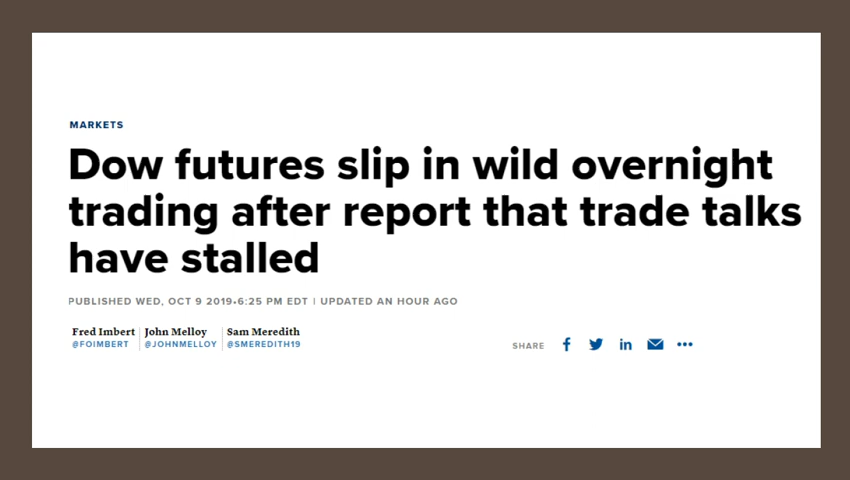 MARKETS
Dow futures slip in wild overnight
trading after report that trade talks
have stalled
PUBLISHED WED, OCT 9 2019•6:25 PM EDT | UPDATED AN HOUR AGO
Fred Imbert | John Melloy | Sam Meredith
@FOIMBERT | @JOHNMELLOY | @SMEREDITH19
SHARE f in •••